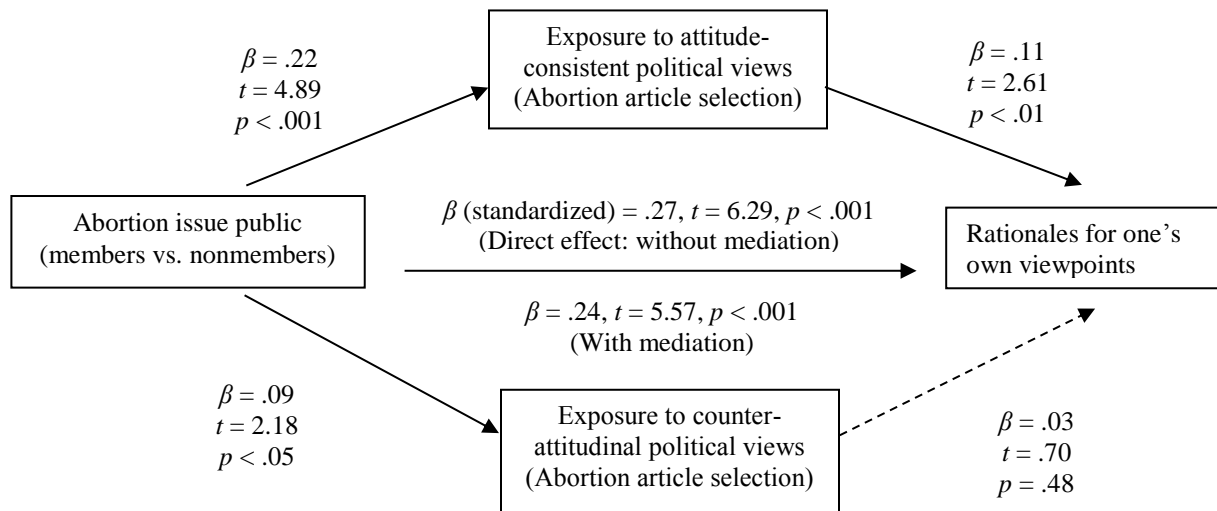 Exposure to attitude-
consistent political views
(Abortion article selection)
β = .22
t = 4.89
p < .001
β = .11
t = 2.61
p < .01
Abortion issue public
(members vs. nonmembers)
β (standardized) = .27, t = 6.29, p < .001
(Direct effect: without mediation)
β = .24, t = 5.57, p < .001
(With mediation)
Rationales for one’s
own viewpoints
β = .09
t = 2.18
p < .05
Exposure to counter-
attitudinal political views
(Abortion article selection)
β = .03
t = .70
p = .48